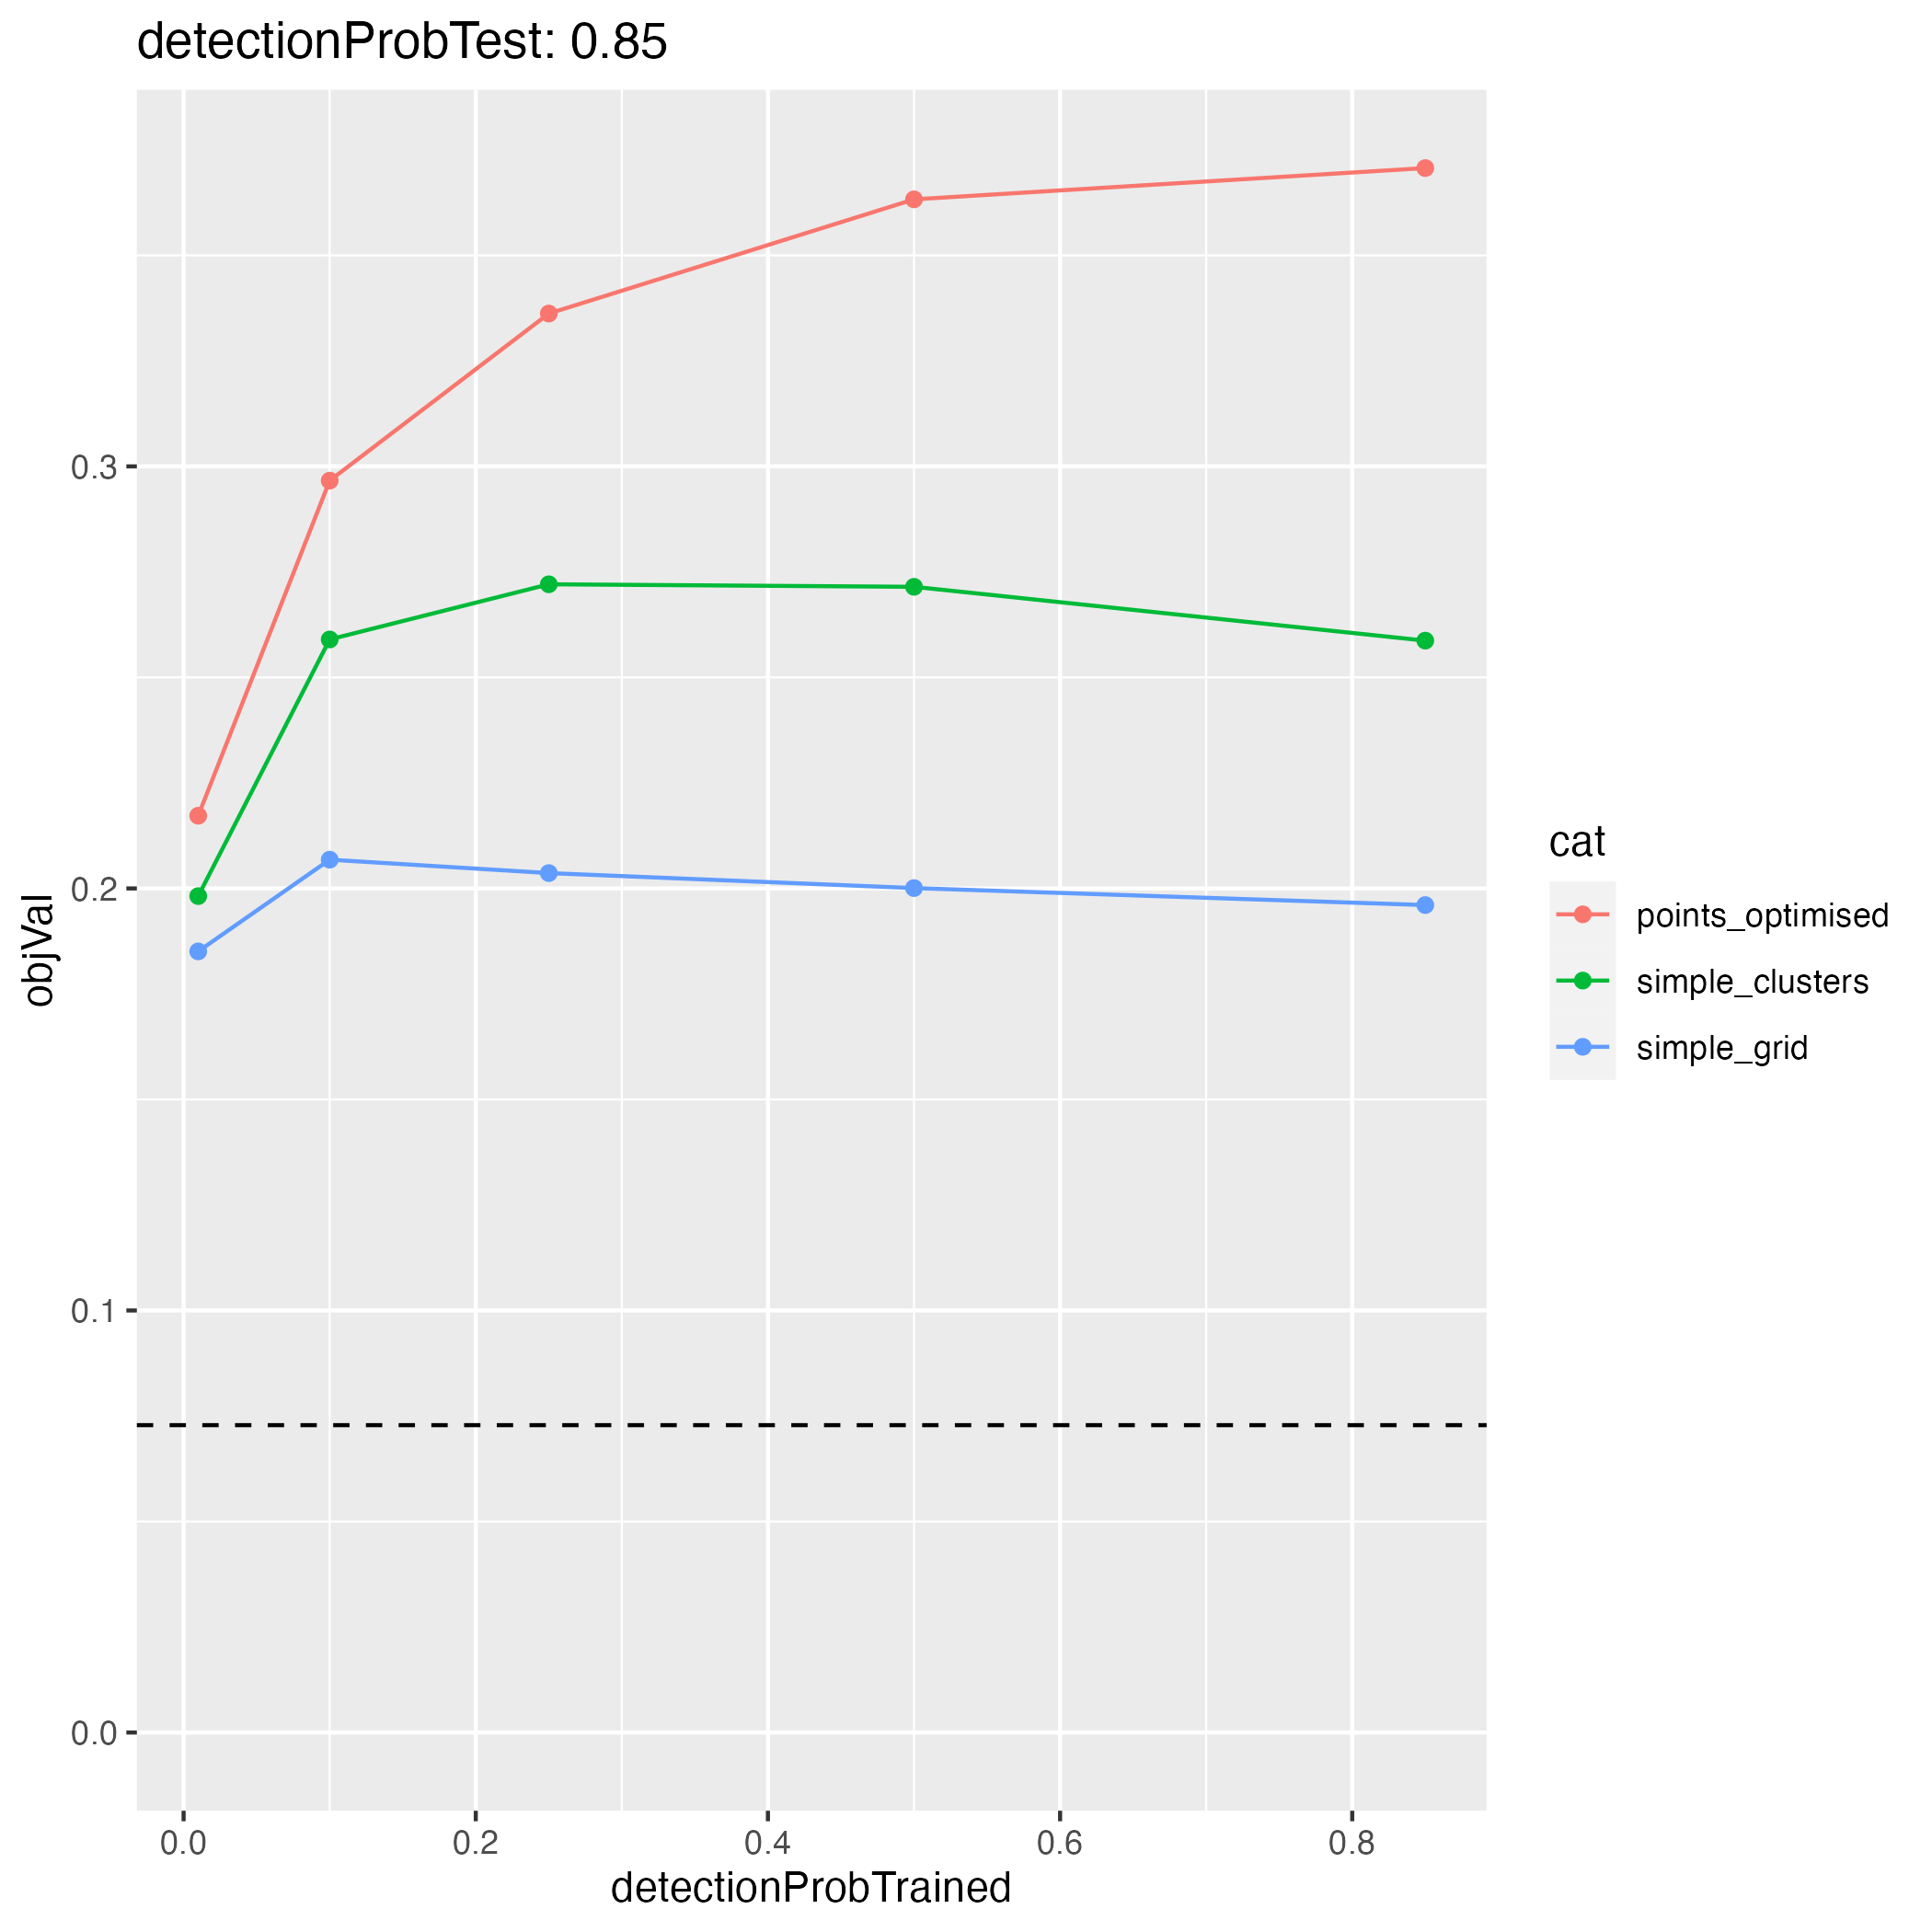 detectionProbTest: 0.85
objVal
0.3
0.2
0.1
0.0
0.0 0.2 0.4 0.6 0.8
detectionProbTrained
cat
points_optimised
simple_clusters
simple_grid